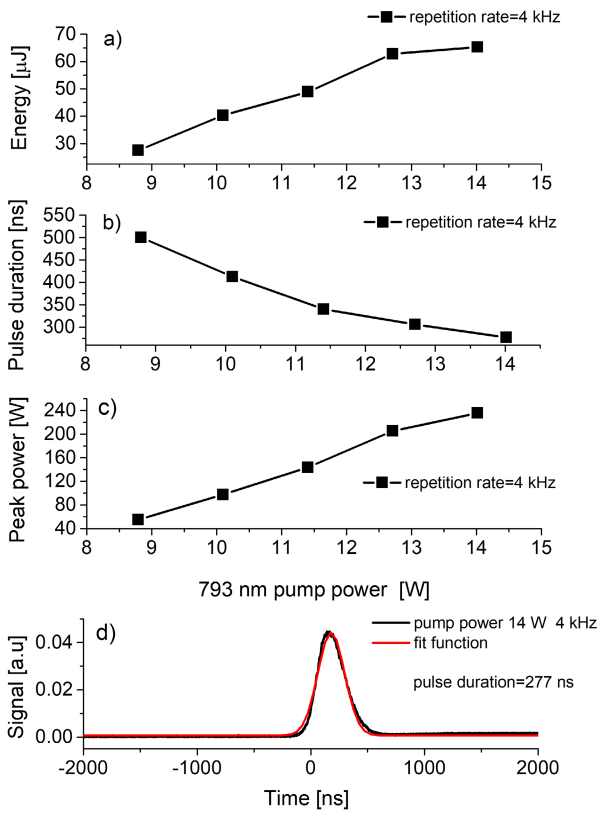 repetition rate=4 kHz
a)
Energy [µJ]
70
60
50
40
30
8 9 10 11 12 13 14 15
b)
repetition rate=4 kHz
Pulse duration [ns]
550
500
450
400
350
300
8 9 10 11 12 13 14
c)
Peak power [W]
240
200
160
120
80
40
repetition rate=4 kHz
8 9 10 11 12 13 14 15
793 nm pump power [W]
d)
pump power 14 W 4 kHz
fit function
pulse duration=277 ns
Signal [a.u]
0.04
0.02
0.00
-2000 -1000 0 1000 2000
Time [ns]